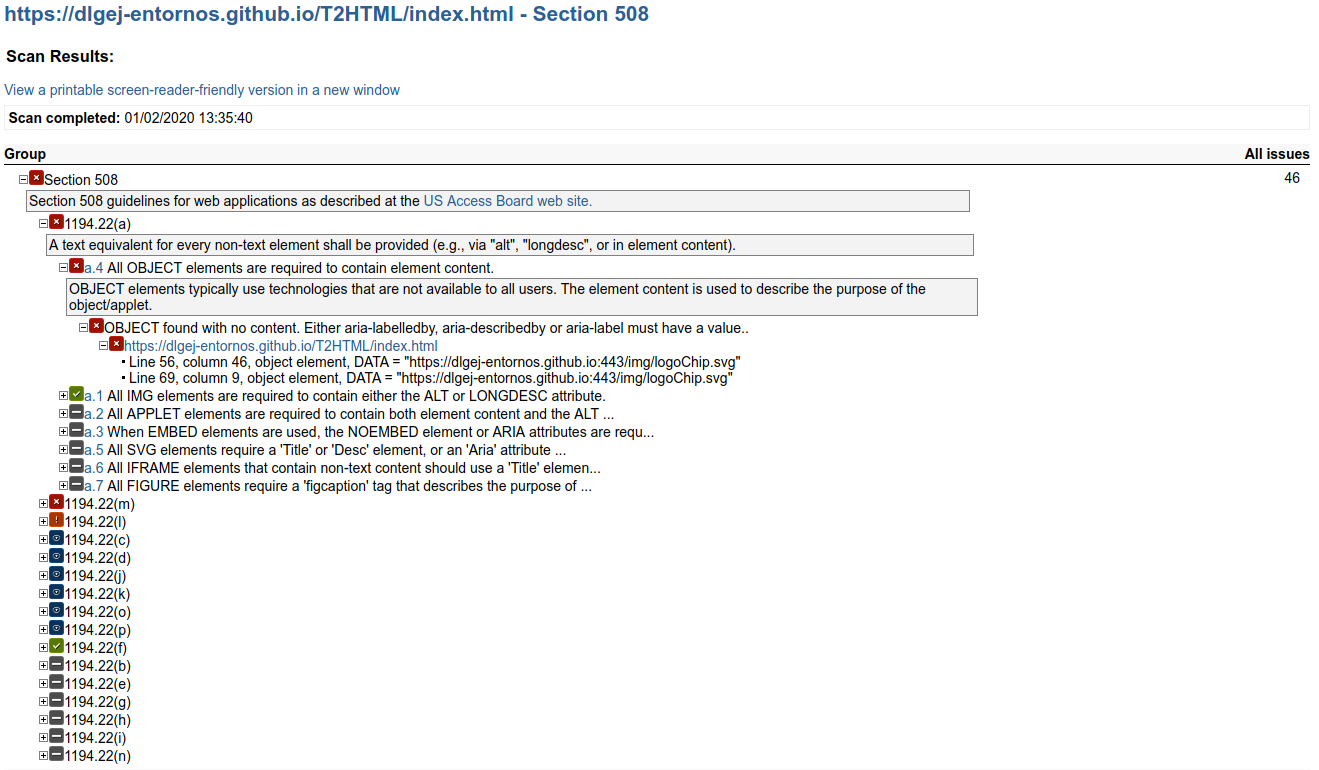 https://dlgej-entornos.github.io/T2HTML/index.html - Section 508
Scan Results:
View a printable screen-reader-friendly version in a new window
Scan completed: 01/02/2020 13:35:40
Group All issues
Section 508 46
Section 508 guidelines for web applications as described at the US Access Board web site.
1194.22(a)
A text equivalent for every non-text element shall be provided (e.g., via "alt", "longdesc", or in element content).
a.4 All OBJECT elements are required to contain element content.
OBJECT elements typically use technologies that are not available to all users. The element content is used to describe the purpose of the
object/applet.
OBJECT found with no content. Either aria-labelledby, aria-describedby or aria-label must have a value..
https://dlgej-entornos.github.io/T2HTML/index.html
Line 56, column 46, object element, DATA = "https://dlgej-entornos.github.io:443/img/logoChip.svg"
Line 69, column 9, object element, DATA = "https://dlgej-entornos.github.io:443/img/logoChip.svg"
a.1 All IMG elements are required to contain either the ALT or LONGDESC attribute.
a.2 All APPLET elements are required to contain both element content and the ALT ...
a.3 When EMBED elements are used, the NOEMBED element or ARIA attributes are requ...
a.5 All SVG elements require a 'Title' or 'Desc' element, or an 'Aria' attribute ...
a.6 All IFRAME elements that contain non-text content should use a 'Title' elemen...
a.7 All FIGURE elements require a 'figcaption' tag that describes the purpose of ...
1194.22(m)
1194.22(l)
1194.22(c)
1194.22(d)
1194.22(j)
1194.22(k)
1194.22(o)
1194.22(p)
1194.22(f)
1194.22(b)
1194.22(e)
1194.22(g)
1194.22(h)
1194.22(i)
1194.22(n)